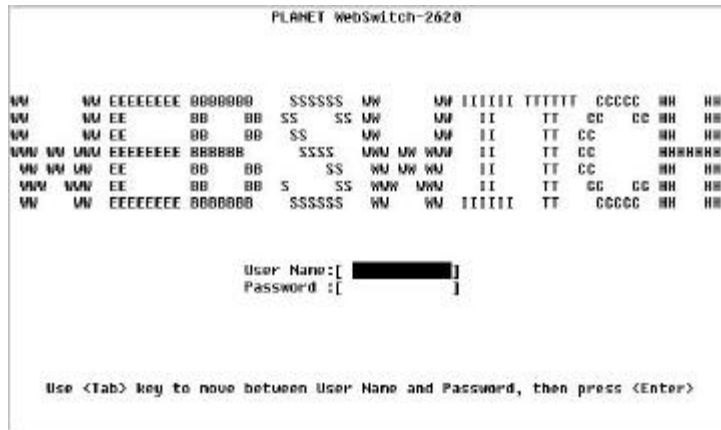 PLANET WebSwitch-2620
WEBSWITCH
User Name:[ ]
Password :[ ]
Use <Tab> key to move between User Name and Password, then press <Enter>